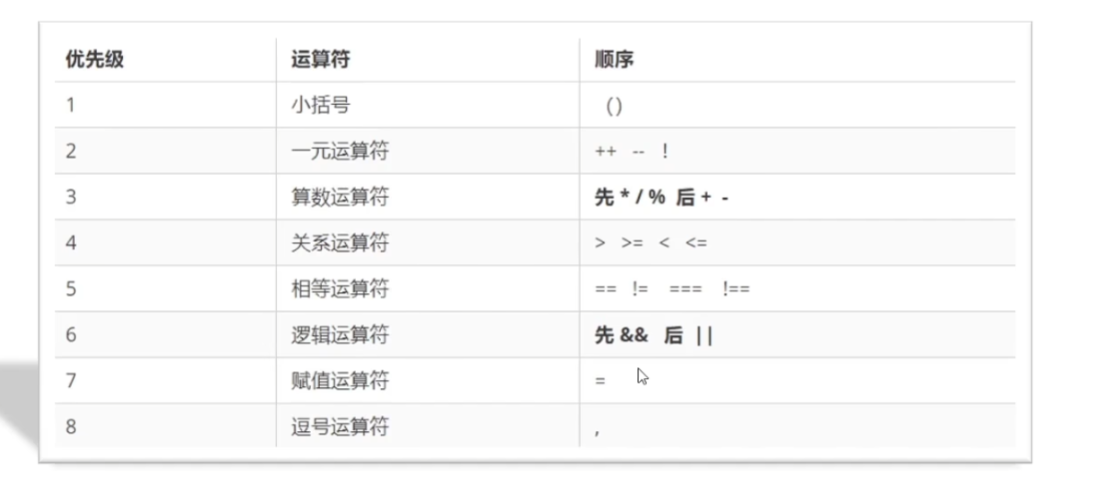 优先级 运算符 顺序
1 小括号 ()
2 一元运算符 ++ -- !
3 算数运算符 先 * / % 后 + -
4 关系运算符 > >= < <=
5 相等运算符 == != === !==
6 逻辑运算符 先 && 后 ||
7 赋值运算符 =
8 逗号运算符 ,